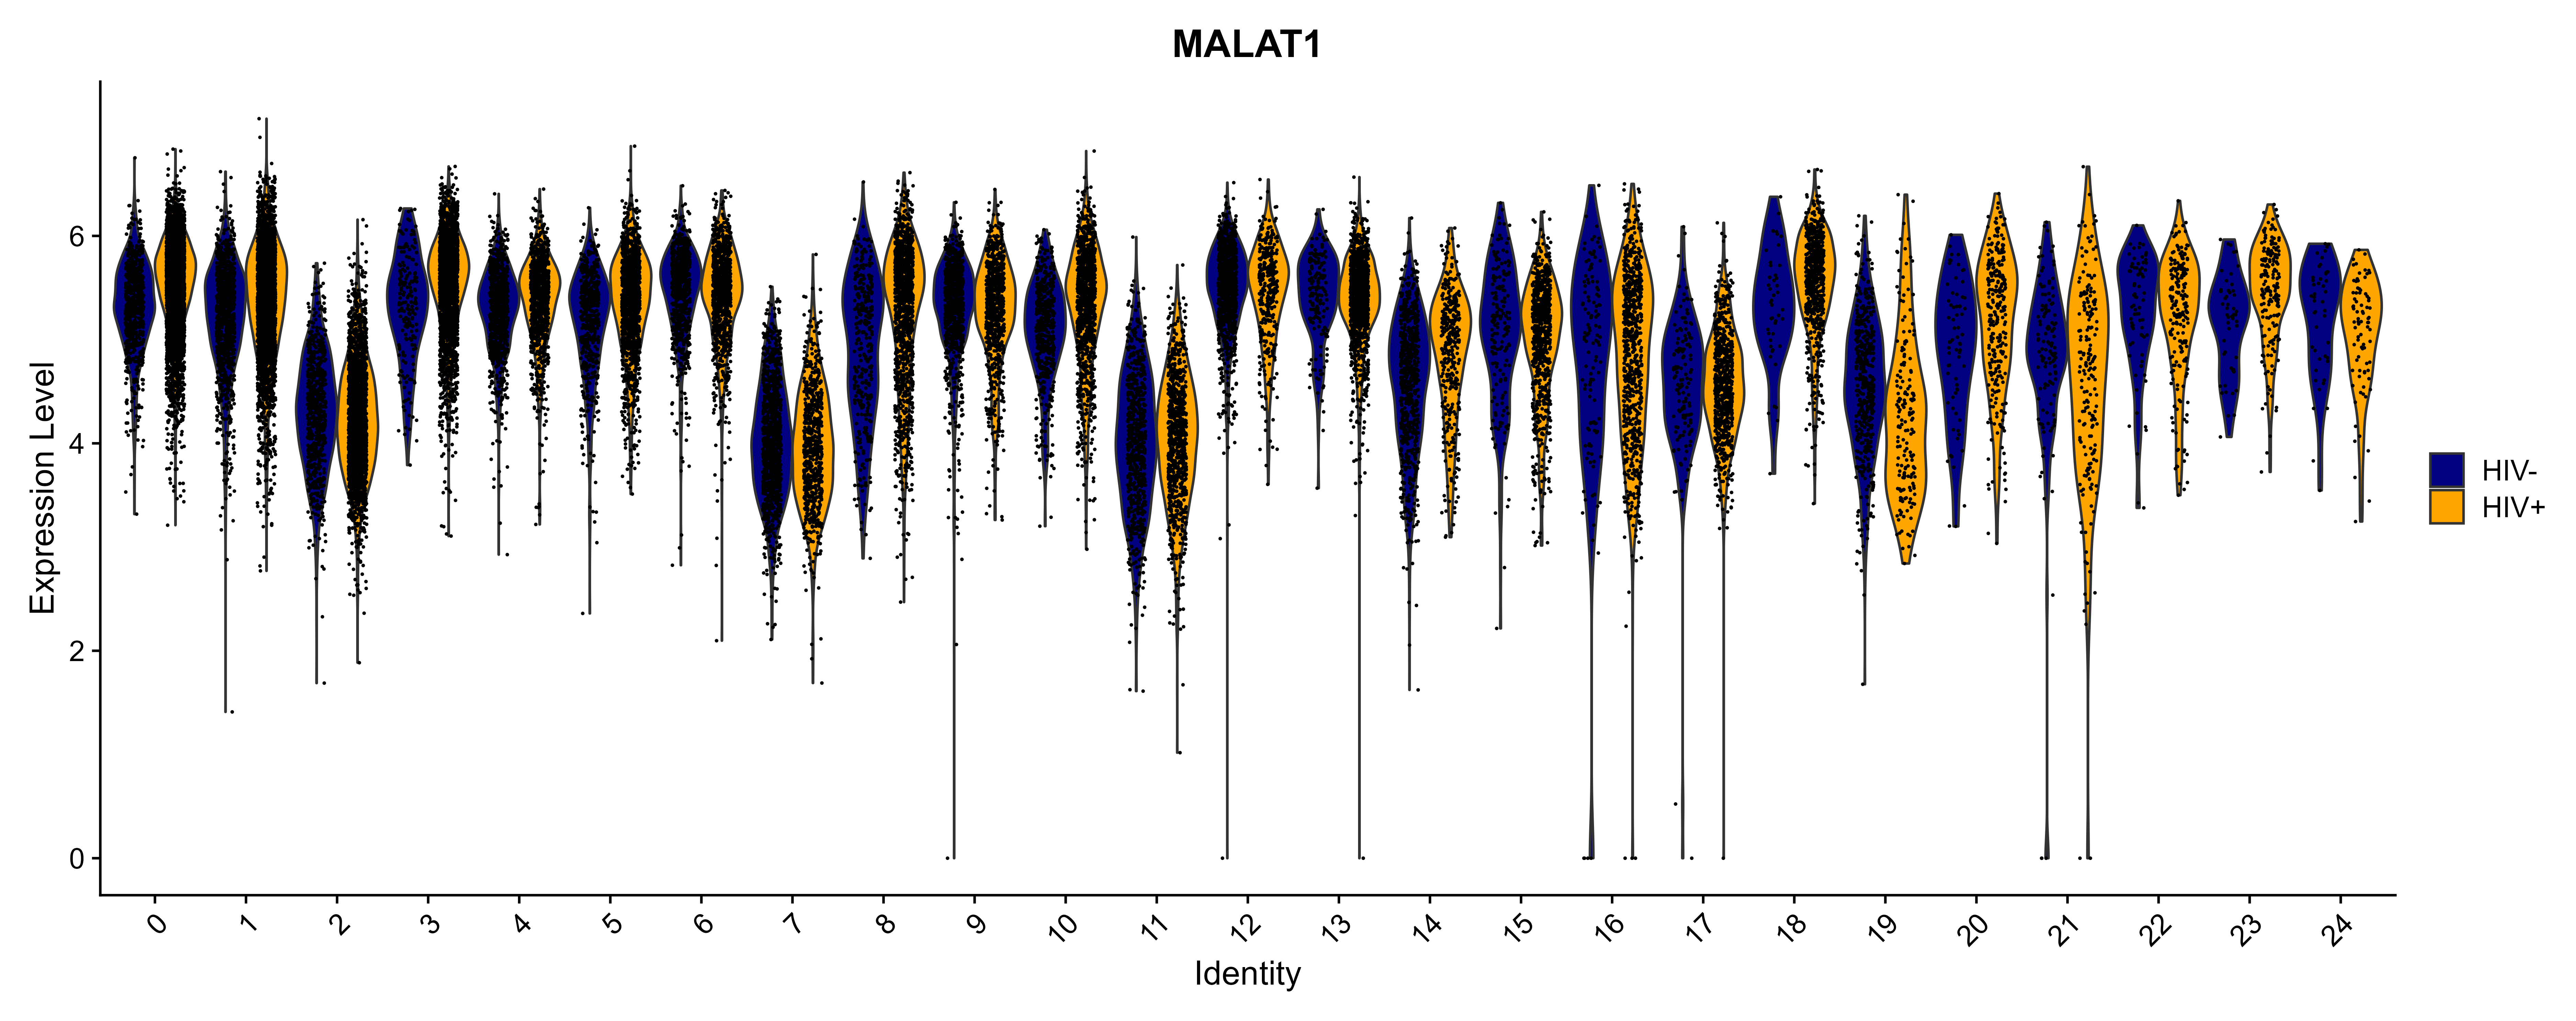 MALAT1
Expression Level
6
4
2
0
0 1 2 3 4 5 6 7 8 9 10 11 12 13 14 15 16 17 18 19 20 21 22 23 24
Identity
HIV-
HIV+